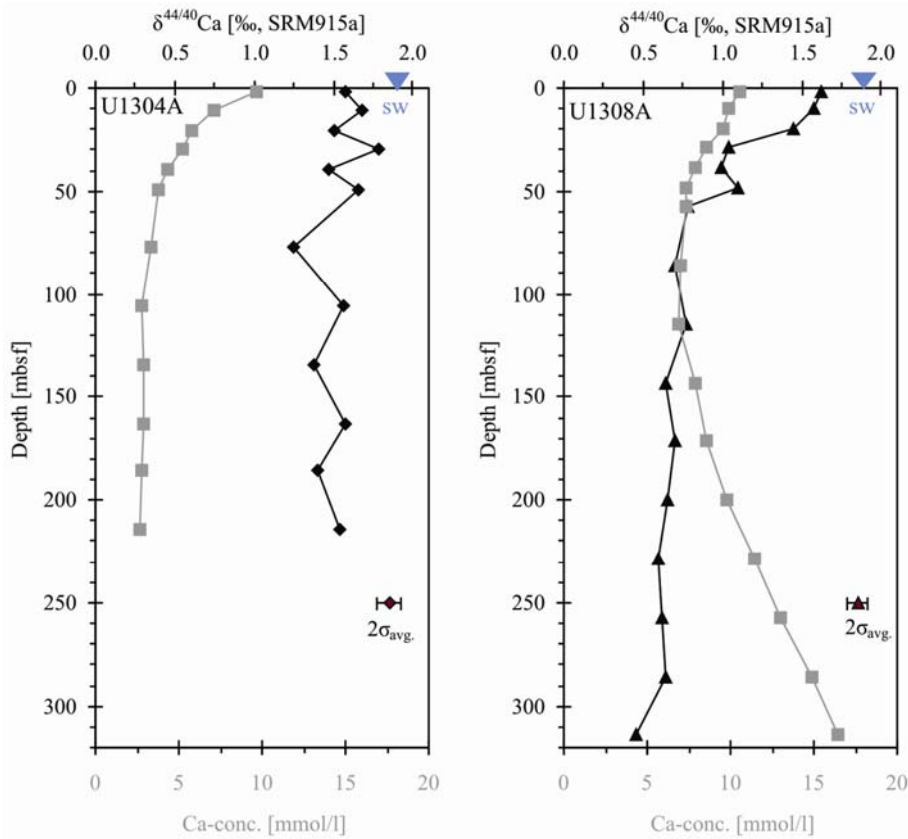 δ44/40Ca [‰, SRM915a]
0.0 0.5 1.0 1.5 2.0
0
50
100
150
200
250
300
Depth [mbsf]
U1304A
sw
2σavg.
0 5 10.0 15 20
Ca-conc. [mmol/l]
δ44/40Ca [‰, SRM915a]
0.0 0.5 1.0 1.5 2.0
0
50
100
150
200
250
300
Depth [mbsf]
U1308A
sw
2σavg.
0 5 10.0 15 20
Ca-conc. [mmol/l]